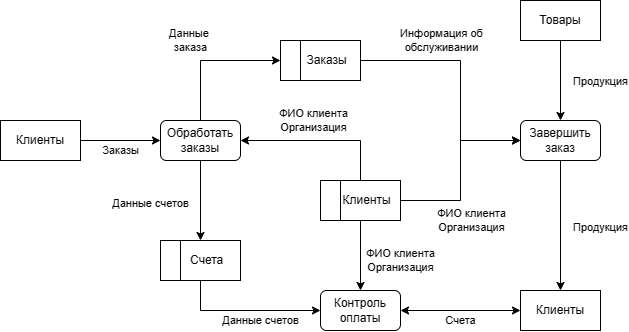 Товары
Данные
заказа
Информация об
обслуживании
Заказы
Продукция
ФИО клиента
Организация
Клиенты
Заказы
Обработать
заказы
Завершить
заказ
Данные счетов
Клиенты
ФИО клиента
Организация
Продукция
Счета
ФИО клиента
Организация
Данные счетов
Контроль
оплаты
Счета
Клиенты